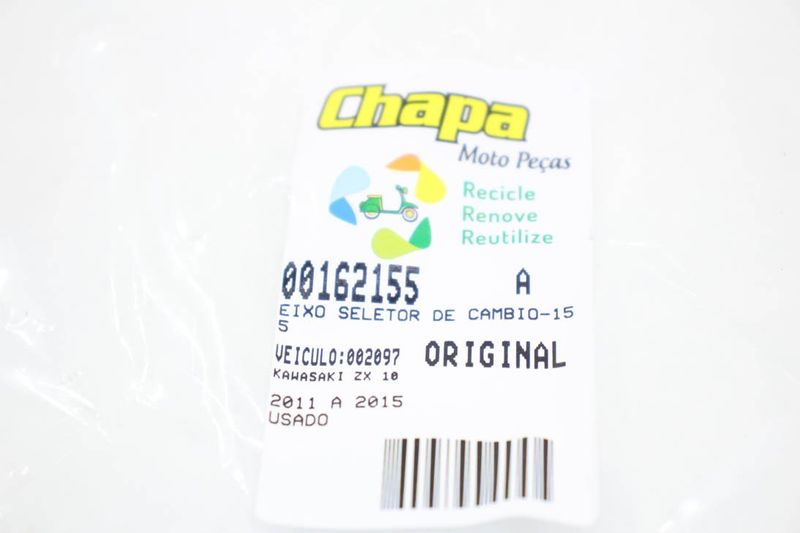 Chapa
Moto Peças
Recicle
Renove
Reutilize
00162155 A
EIXO SELETOR DE CAMBIO-15
5
VEICULO:002097 ORIGINAL
KAWASAKI ZX 10
2011 A 2015
USADO